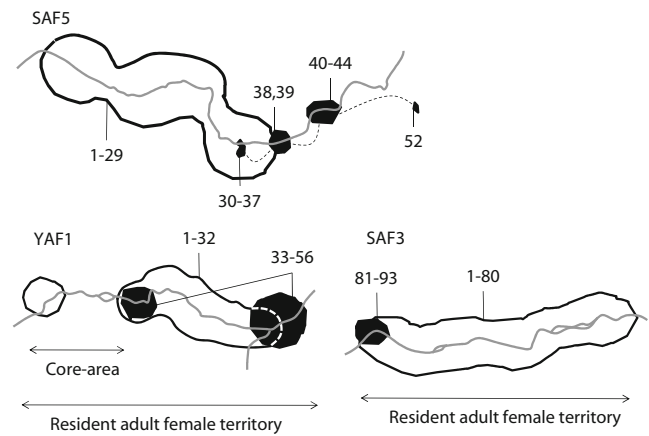 SAF5
40-44
38,39
52
1-29
30-37
YAF1
1-32
33-56
SAF3
81-93
1-80
Core-area
Resident adult female territory
Resident adult female territory